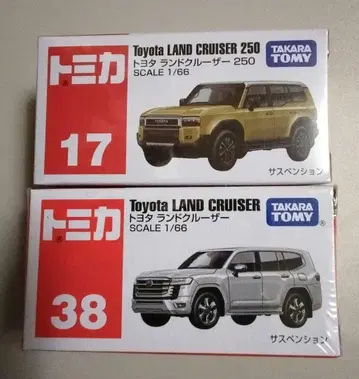 トミカ
17
Toyota LAND CRUISER 250
トヨタ ランドクルーザー 250
SCALE 1/66
TAKARA
TOMY
サスペンション
トミカ
38
Toyota LAND CRUISER
トヨタ ランドクルーザー
SCALE 1/66
TAKARA
TOMY
サスペンション